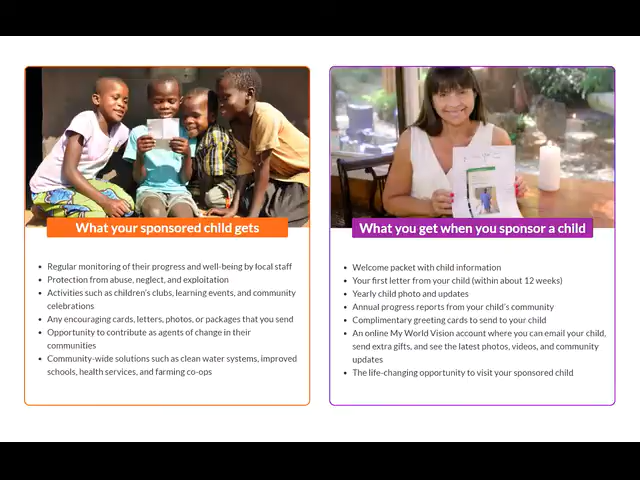 What your sponsored child gets
Regular monitoring of their progress and well-being by local staff
Protection from abuse, neglect, and exploitation
Activities such as children's clubs, learning events, and community
celebrations
Any encouraging cards, letters, photos, or packages that you send
Opportunity to contribute as agents of change in their
communities
Community-wide solutions such as clean water systems, improved
schools, health services, and farming co-ops
What you get when you sponsor a child
Welcome packet with child information
Your first letter from your child (within about 12 weeks)
Yearly child photo and updates
Annual progress reports from your child's community
Complimentary greeting cards to send to your child
An online My World Vision account where you can email your child,
send extra gifts, and see the latest photos, videos, and community
updates
The life-changing opportunity to visit your sponsored child